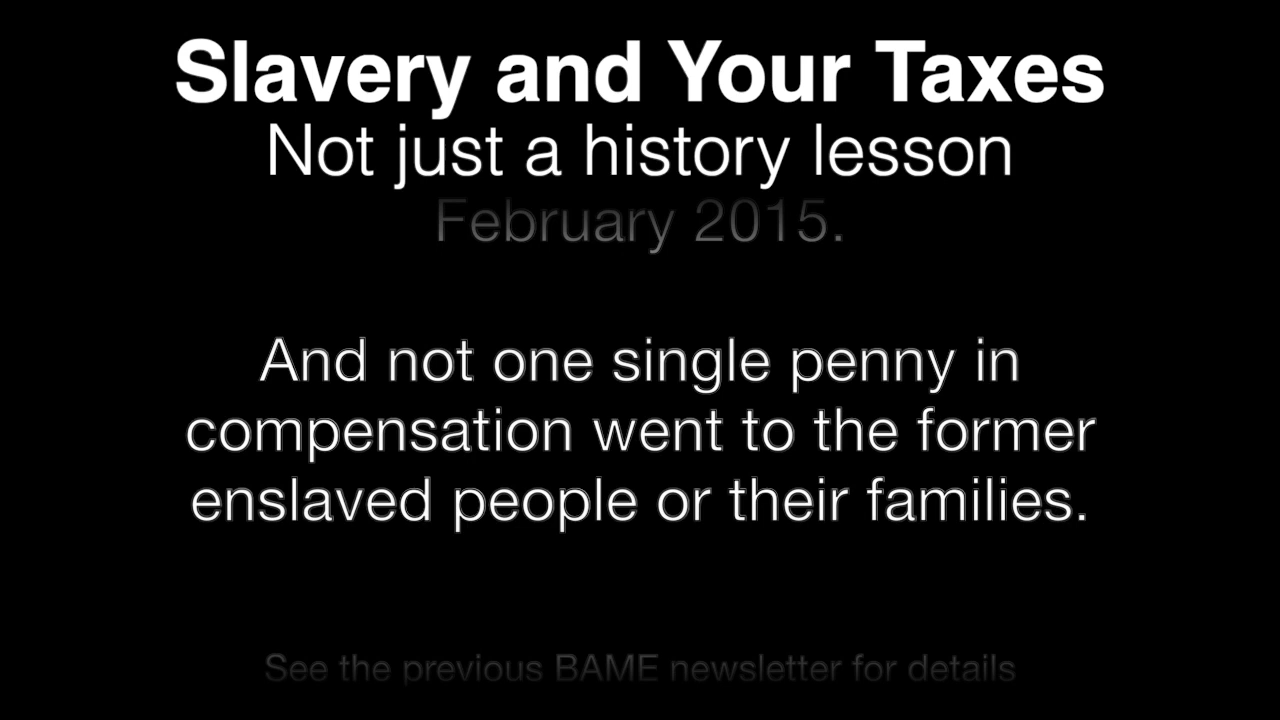 Slavery and Your Taxes
Not just a history lesson
February 2015.
And not one single penny in
compensation went to the former
enslaved people or their families.
See the previous BAME newsletter for details